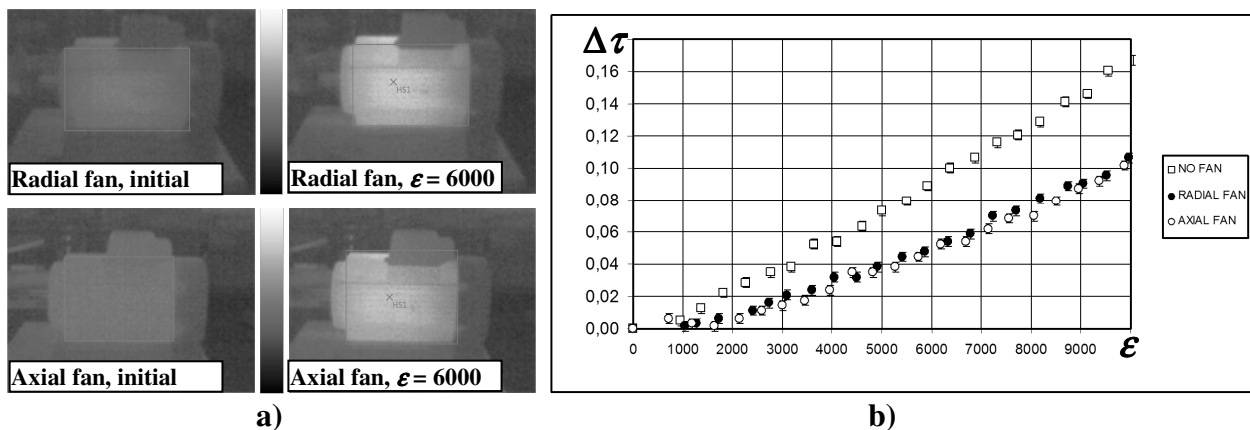 Radial fan, initial
HS1
Radial fan, ε = 6000
Axial fan, initial
HS1
Axial fan, ε = 6000
a)
Δτ
0,16
0,14
0,12
0,10
0,08
0,06
0,04
0,02
0,00
0 1000 2000 3000 4000 5000 6000 7000 8000 9000 ε
NO FAN
RADIAL FAN
AXIAL FAN
b)